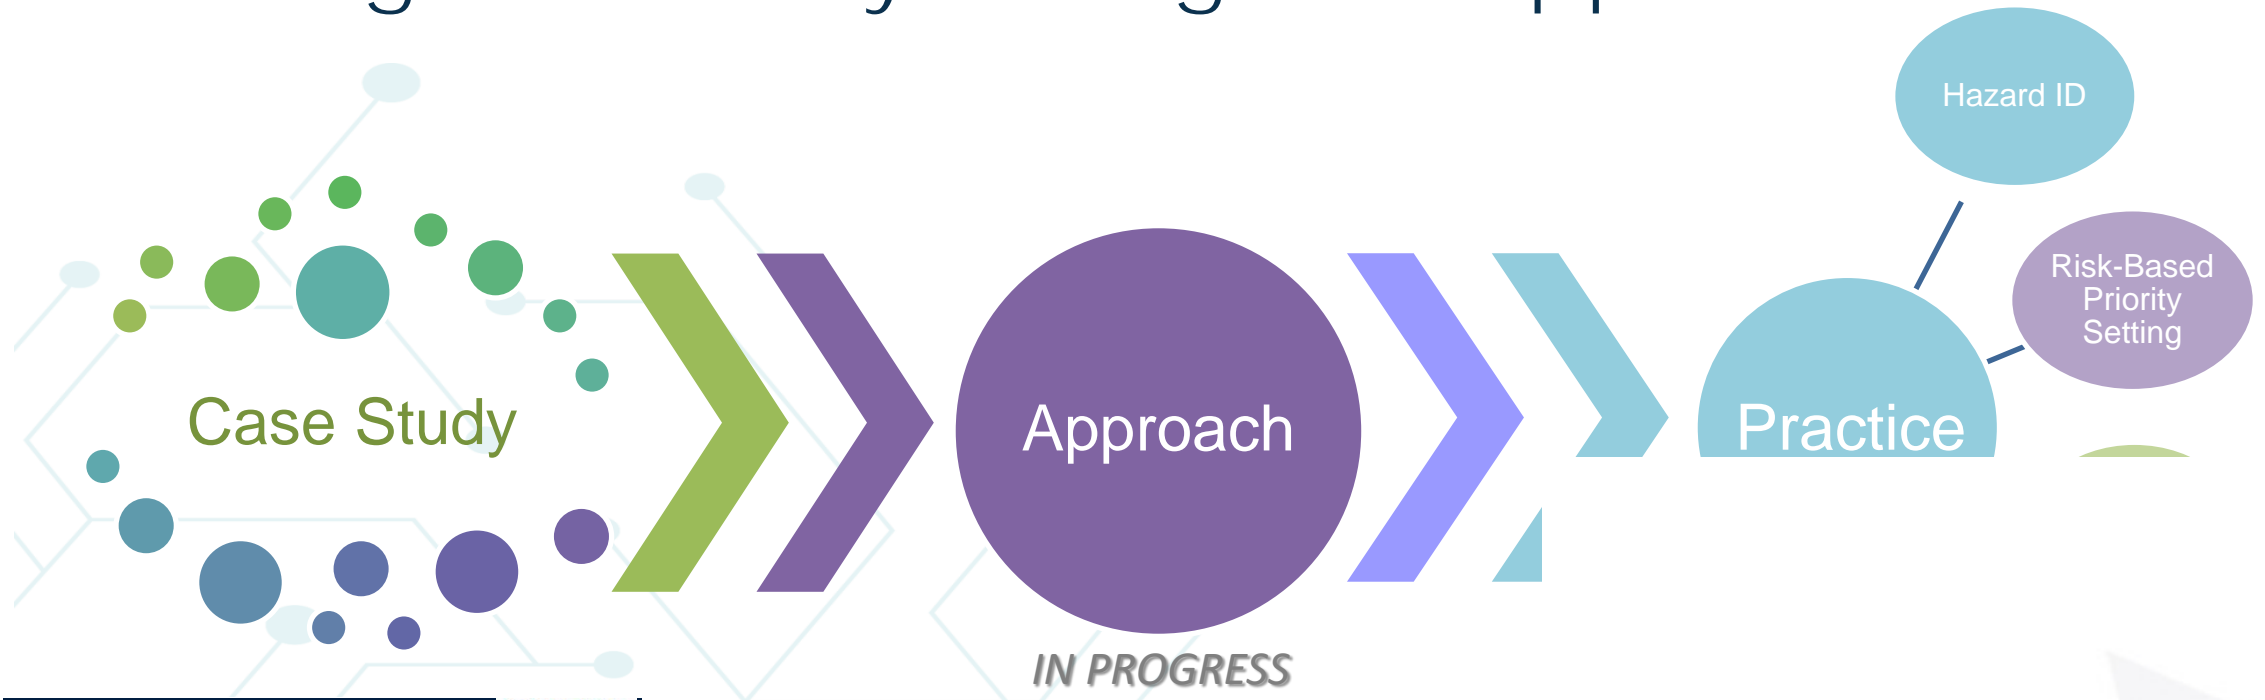 Case Study
Approach
Practice
Hazard ID
Risk-Based
Priority
Setting
IN PROGRESS